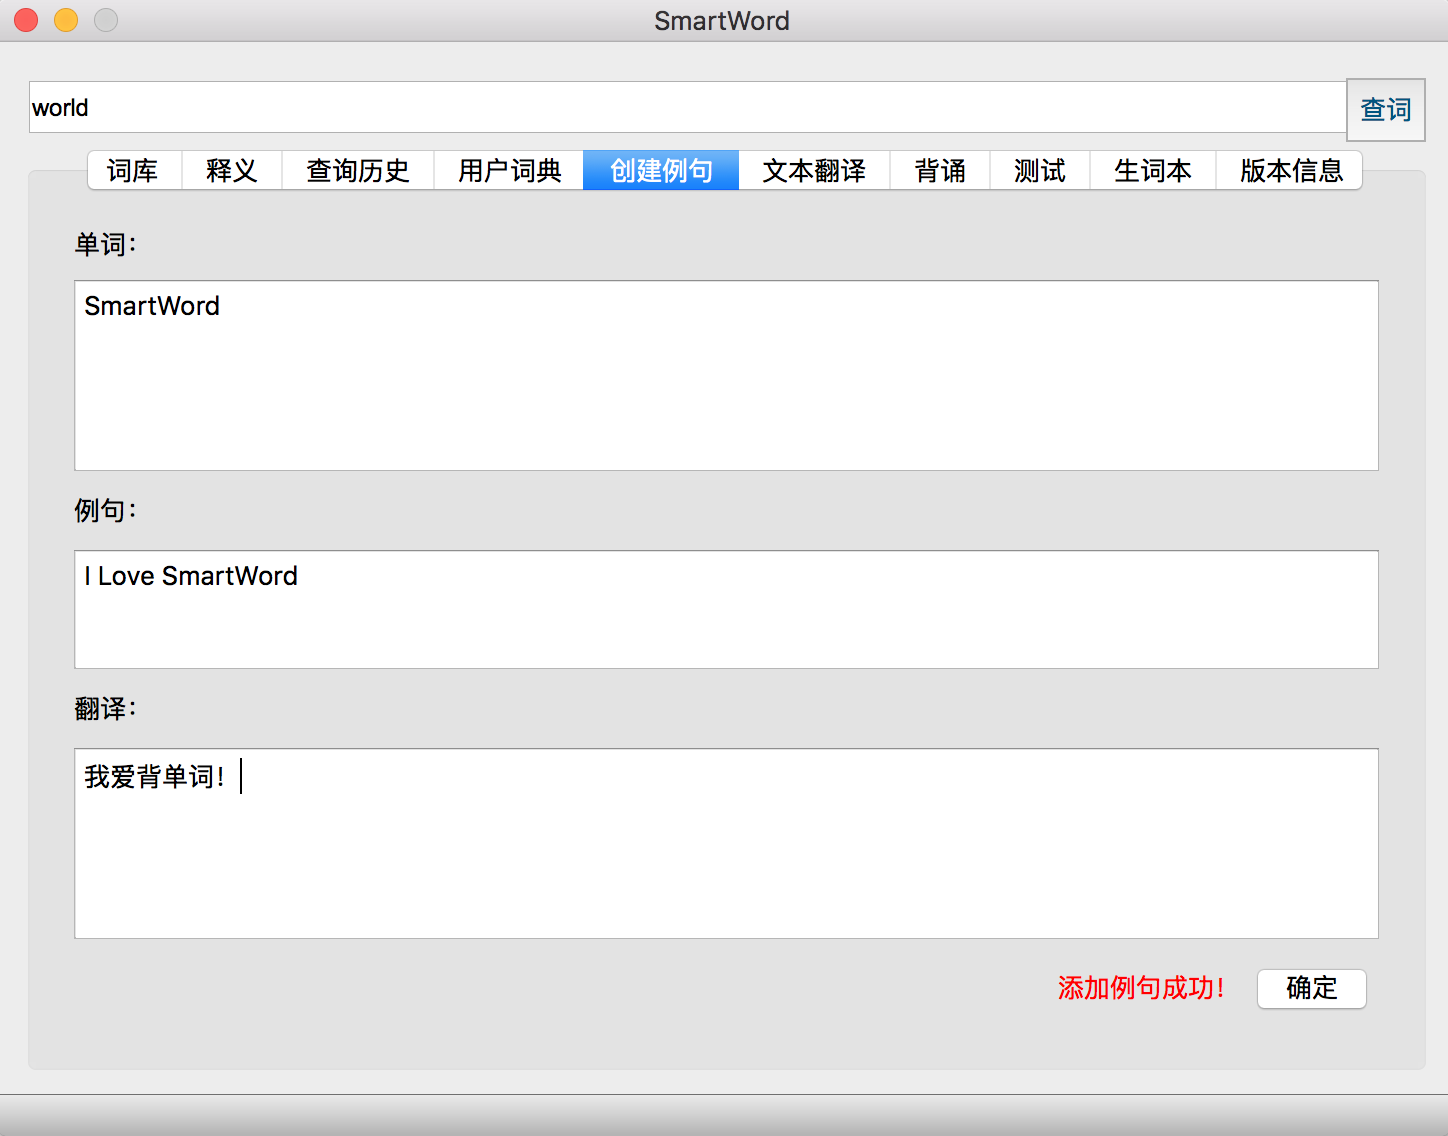 SmartWord
world
查词
词库 释义 查询历史 用户词典 创建例句 文本翻译 背诵 测试 生词本 版本信息
单词：
SmartWord
例句：
I Love SmartWord
翻译：
我爱背单词！
添加例句成功！ 确定